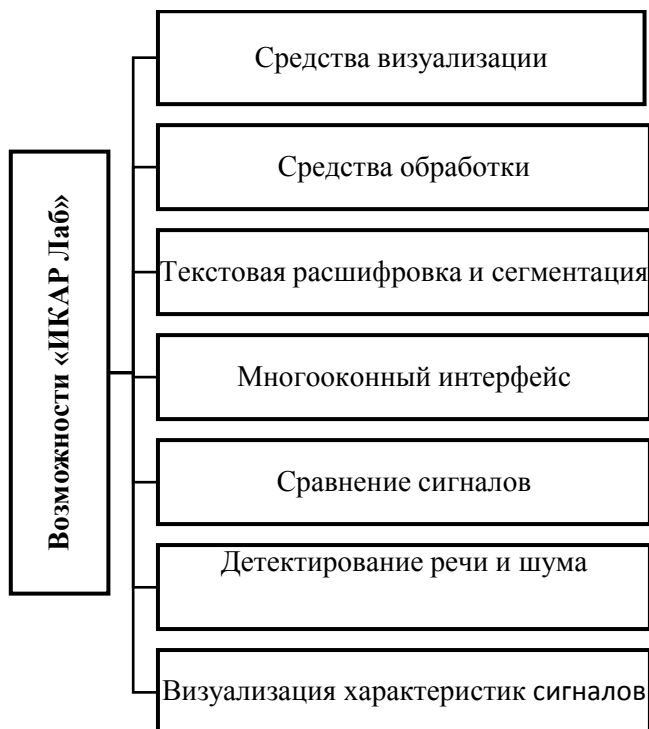 Возможности «ИКАР Лаб»
Средства визуализации
Средства обработки
Текстовая расшифровка и сегментация
Многооконный интерфейс
Сравнение сигналов
Детектирование речи и шума
Визуализация характеристик сигналов